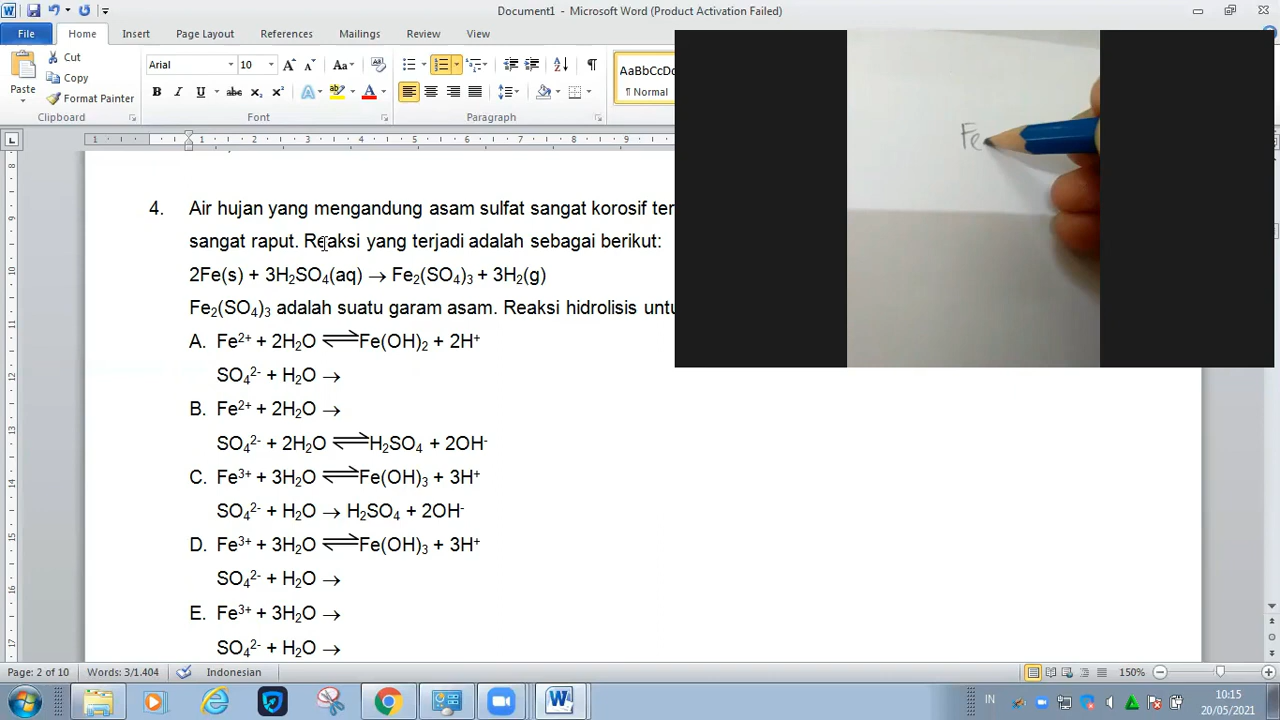 Document1 - Microsoft Word (Product Activation Failed)
File Home Insert Page Layout References Mailings Review View
Cut
Copy
Format Painter
Paste
Clipboard
Arial 10
Font
Paragraph
AaBbCcD
¶ Normal
4. Air hujan yang mengandung asam sulfat sangat korosif ter
sangat raput. Reaksi yang terjadi adalah sebagai berikut:
2Fe(s) + 3H₂SO₄(aq) → Fe₂(SO₄)₃ + 3H₂(g)
Fe₂(SO₄)₃ adalah suatu garam asam. Reaksi hidrolisis untu
A. Fe²⁺ + 2H₂O ⇌ Fe(OH)₂ + 2H⁺
SO₄²⁻ + H₂O →
B. Fe²⁺ + 2H₂O →
SO₄²⁻ + 2H₂O ⇌ H₂SO₄ + 2OH⁻
C. Fe³⁺ + 3H₂O ⇌ Fe(OH)₃ + 3H⁺
SO₄²⁻ + H₂O → H₂SO₄ + 2OH⁻
D. Fe³⁺ + 3H₂O ⇌ Fe(OH)₃ + 3H⁺
SO₄²⁻ + H₂O →
E. Fe³⁺ + 3H₂O →
SO₄²⁻ + H₂O →
Fe
Page: 2 of 10 Words: 3/1.404 Indonesian 150%
IN 10:15
20/05/2021